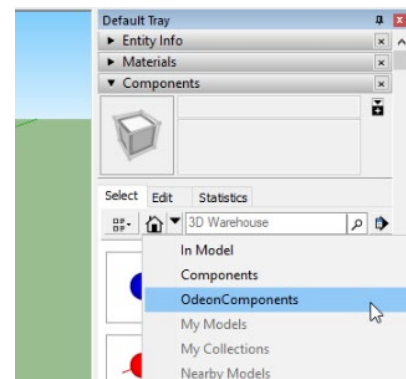 Default Tray
Entity Info
Materials
Components
Select Edit Statistics
3D Warehouse
In Model
Components
OdeonComponents
My Models
My Collections
Nearby Models